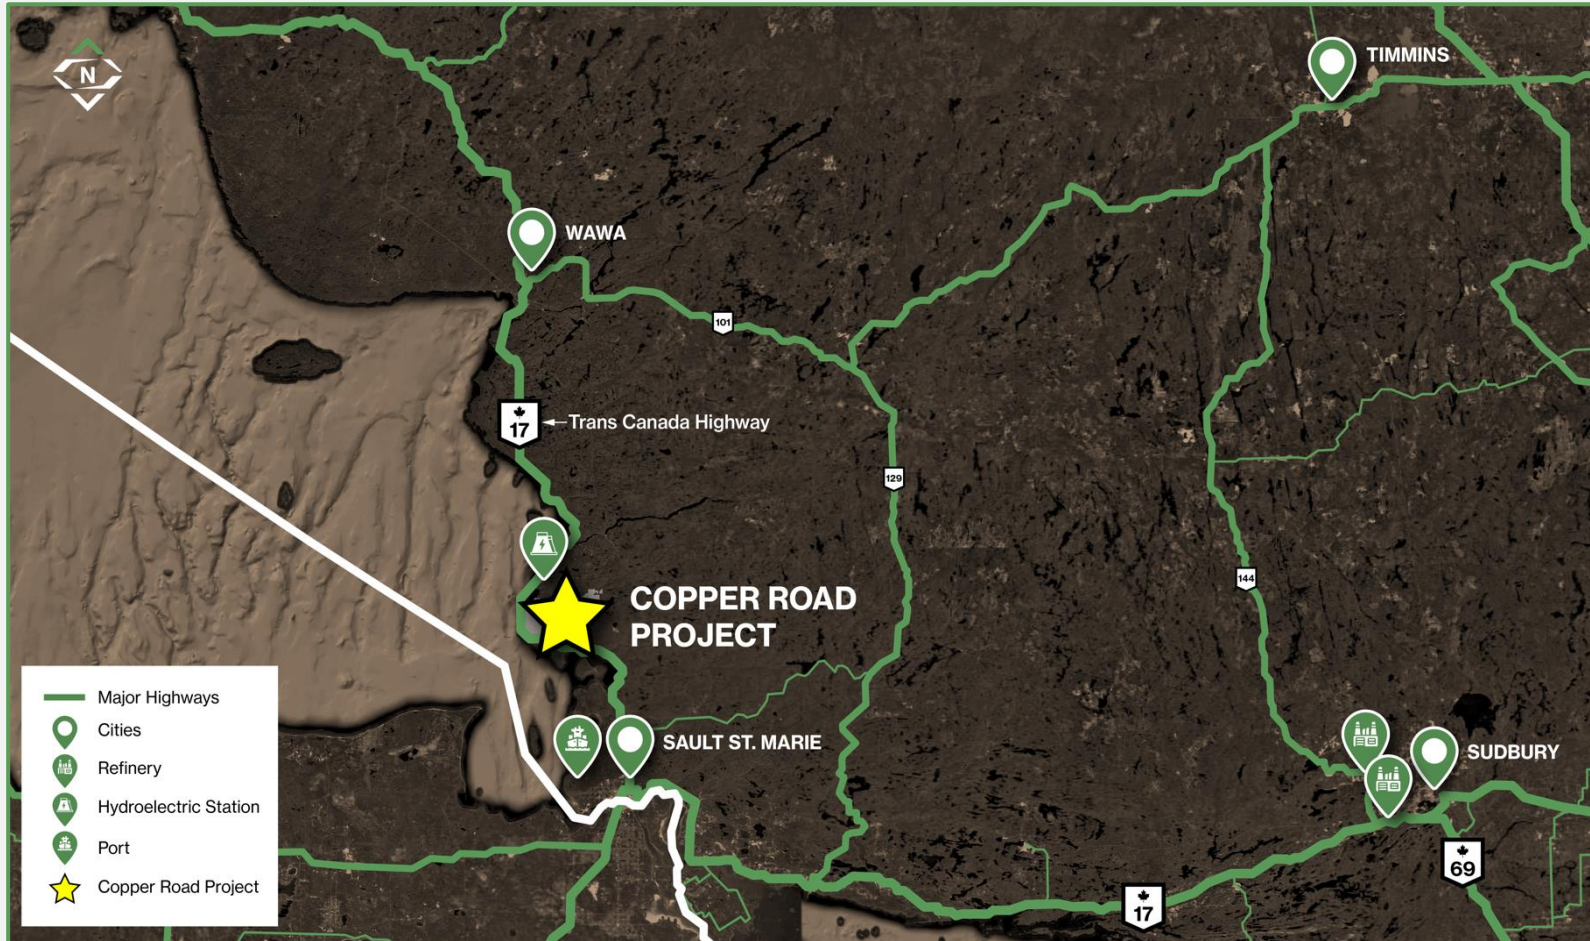 N
TIMMINS
WAWA
101
17
Trans Canada Highway
129
144
COPPER ROAD
PROJECT
SAULT ST. MARIE
SUDBURY
69
17
Major Highways
Cities
Refinery
Hydroelectric Station
Port
Copper Road Project